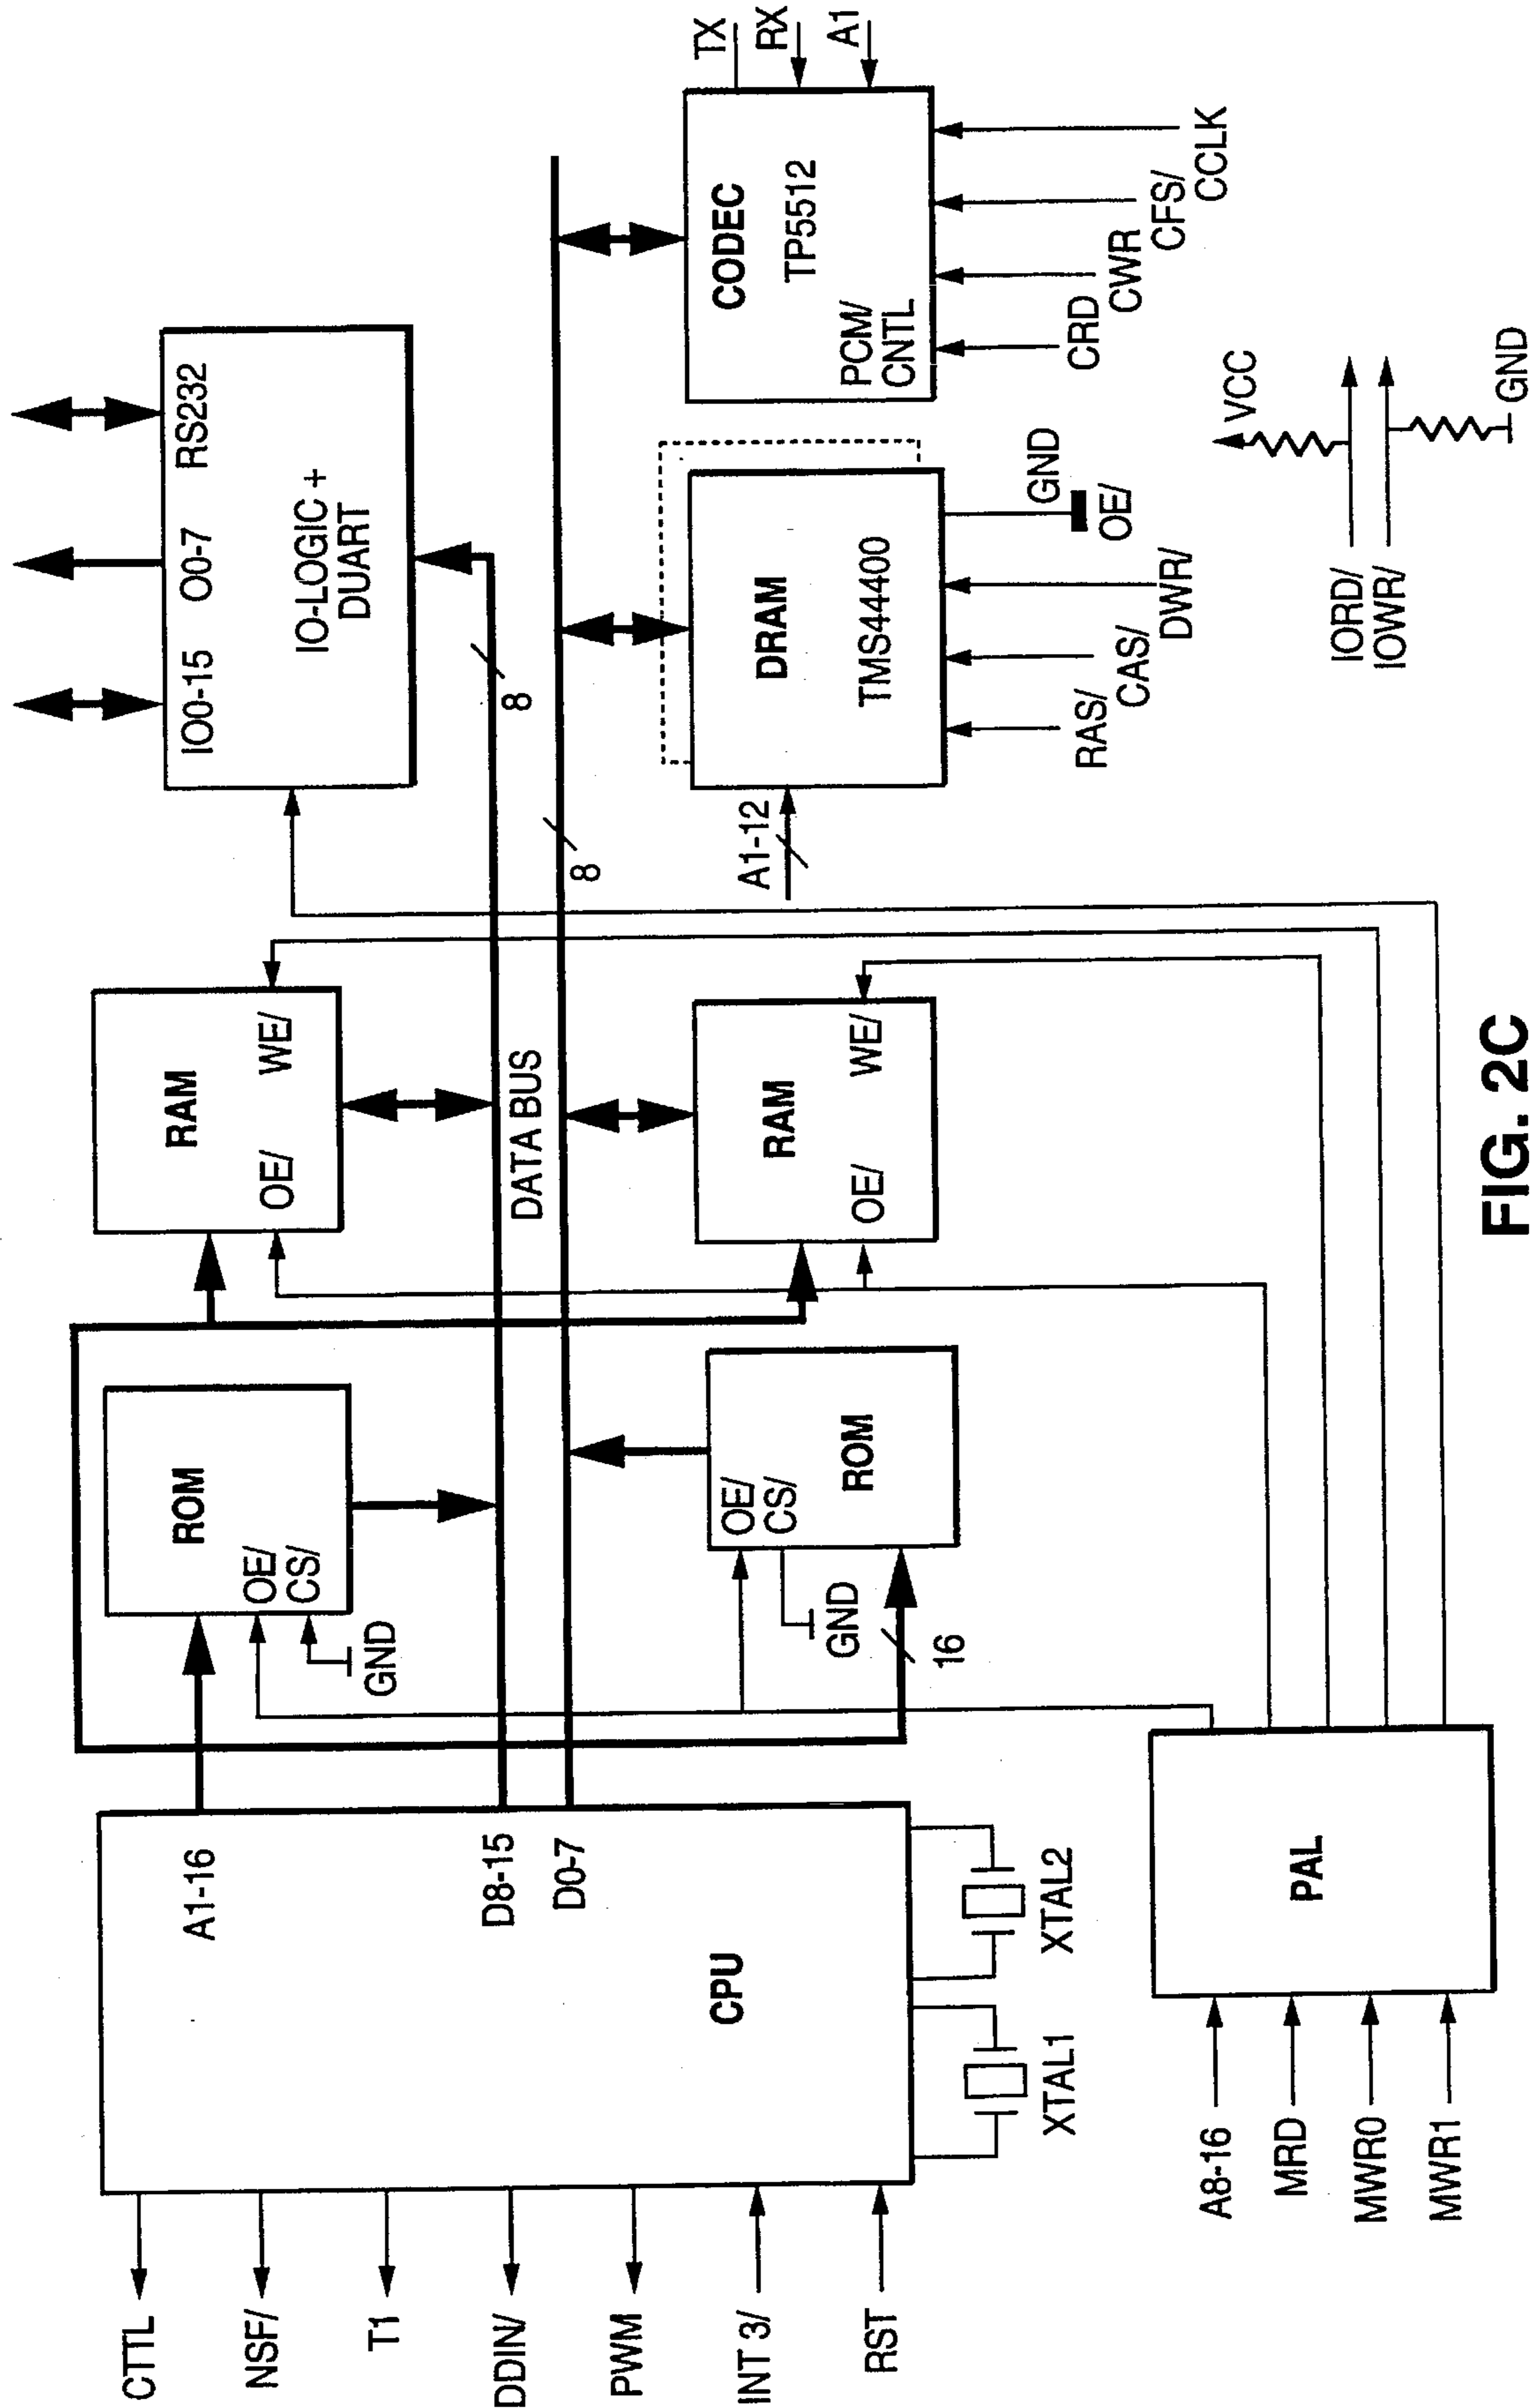 CTTL
NSF/
T1
DDIN/
PWM
INT 3/
RST
A1-16
D8-15
D0-7
CPU
XTAL1
XTAL2
ROM
OE/
CS/
GND
OE/
CS/
ROM
GND
16
RAM
OE/
WE/
DATA BUS
RAM
OE/
WE/
IO0-15
O0-7
RS232
IO-LOGIC +
DUART
8
8
A1-12
DRAM
TMS44400
RAS/
CAS/
DWR/
GND
OE/
CODEC
TP5512
PCM/
CNTL
TX
RX
A1
CRD
CWR
CFS/
CCLK
A8-16
MRD
MWR0
MWR1
PAL
IORD/
IOWR/
VCC
GND
FIG. 2C